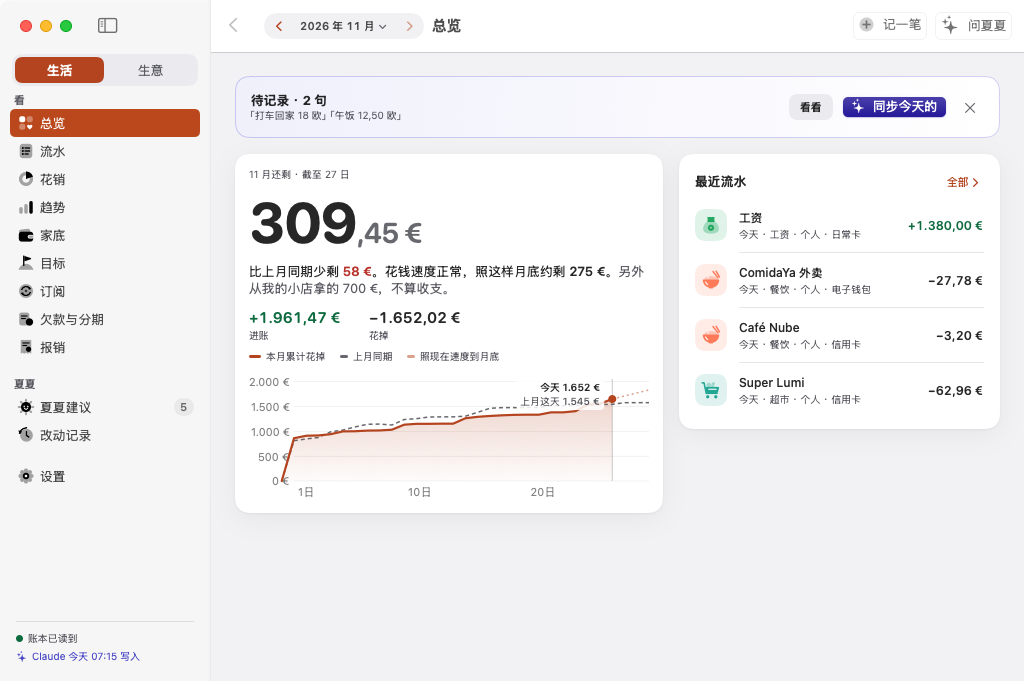 2026 年 11 月
总览
记一笔
问夏夏
生活
生意
看
总览
流水
花销
趋势
家底
目标
订阅
欠款与分期
报销
夏夏
夏夏建议
5
改动记录
设置
账本已读到
Claude 今天 07:15 写入
待记录 · 2 句
「打车回家 18 欧」「午饭 12,50 欧」
看看
同步今天的
11 月还剩 · 截至 27 日
309,45 €
比上月同期少剩 58 €。花钱速度正常，照这样月底约剩 275 €。另外
从我的小店拿的 700 €，不算收支。
+1.961,47 €
−1.652,02 €
进账
花掉
本月累计花掉
上月同期
照现在速度到月底
2.000 €
1.500 €
1.000 €
500 €
0 €
今天 1.652 €
上月这天 1.545 €
1日
10日
20日
最近流水
全部
工资
今天 · 工资 · 个人 · 日常卡
+1.380,00 €
ComidaYa 外卖
今天 · 餐饮 · 个人 · 电子钱包
−27,78 €
Café Nube
今天 · 餐饮 · 个人 · 信用卡
−3,20 €
Super Lumi
今天 · 超市 · 个人 · 信用卡
−62,96 €